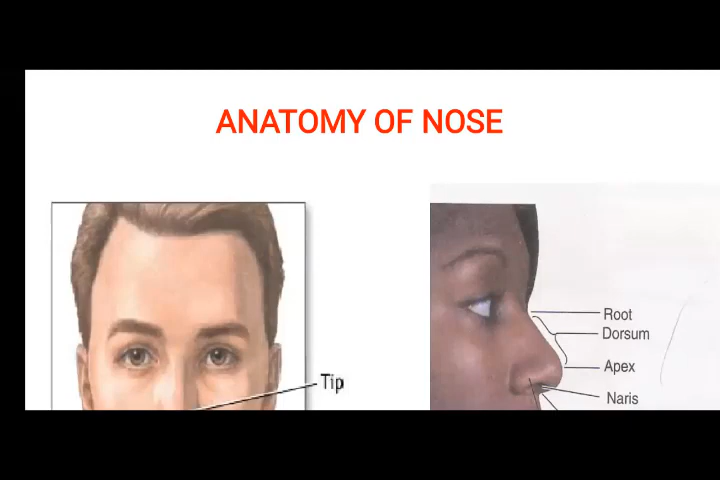 ANATOMY OF NOSE
Tip
Root
Dorsum
Apex
Naris